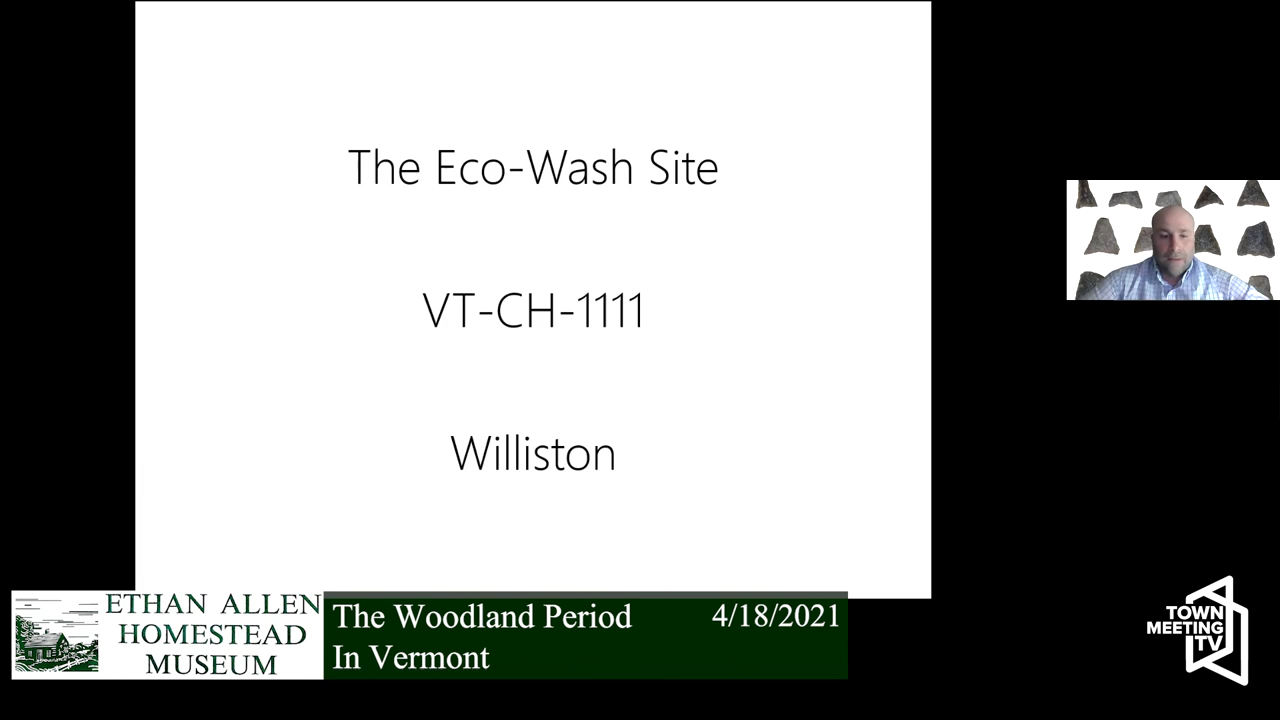 The Eco-Wash Site
VT-CH-1111
Williston
ETHAN ALLEN
HOMESTEAD
MUSEUM
The Woodland Period 4/18/2021
In Vermont
TOWN
MEETING
TV